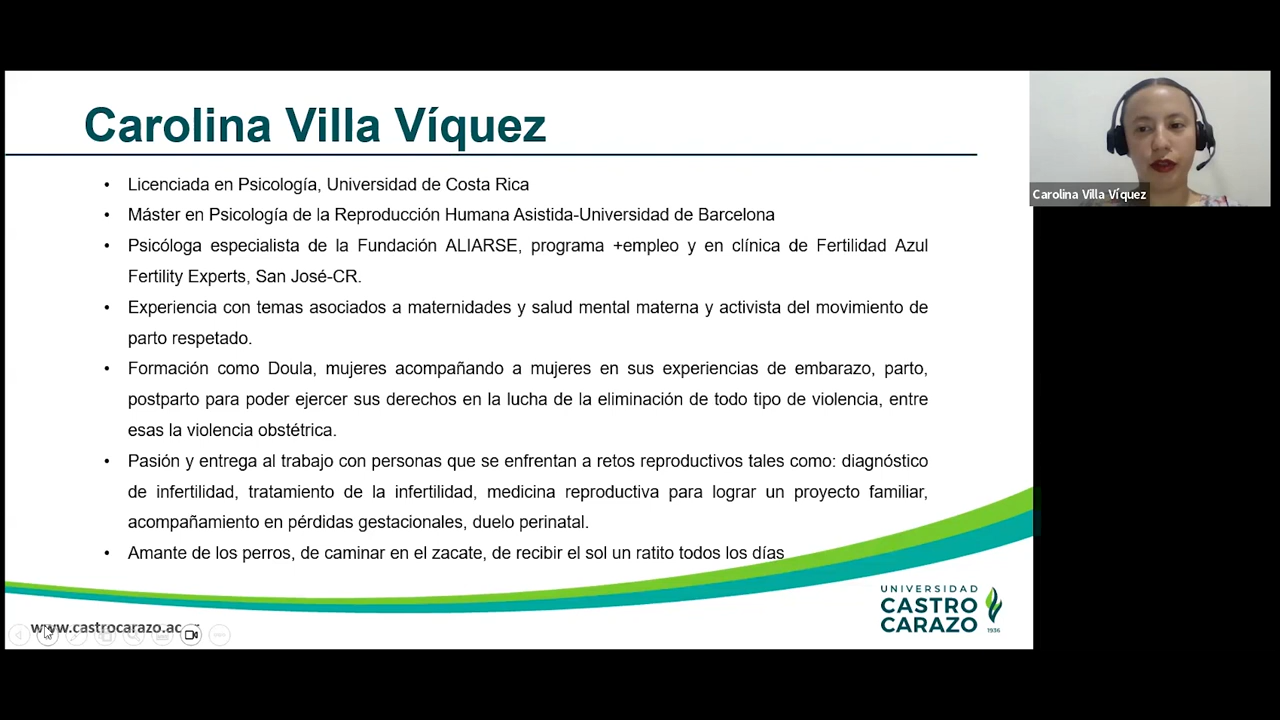 Carolina Villa Víquez
• Licenciada en Psicología, Universidad de Costa Rica
• Máster en Psicología de la Reproducción Humana Asistida-Universidad de Barcelona
• Psicóloga especialista de la Fundación ALIARSE, programa +empleo y en clínica de Fertilidad Azul
Fertility Experts, San José-CR.
• Experiencia con temas asociados a maternidades y salud mental materna y activista del movimiento de
parto respetado.
• Formación como Doula, mujeres acompañando a mujeres en sus experiencias de embarazo, parto,
postparto para poder ejercer sus derechos en la lucha de la eliminación de todo tipo de violencia, entre
esas la violencia obstétrica.
• Pasión y entrega al trabajo con personas que se enfrentan a retos reproductivos tales como: diagnóstico
de infertilidad, tratamiento de la infertilidad, medicina reproductiva para lograr un proyecto familiar,
acompañamiento en pérdidas gestacionales, duelo perinatal.
• Amante de los perros, de caminar en el zacate, de recibir el sol un ratito todos los días
www.castrocarazo.ac
UNIVERSIDAD
CASTRO
CARAZO
1936
Carolina Villa Víquez